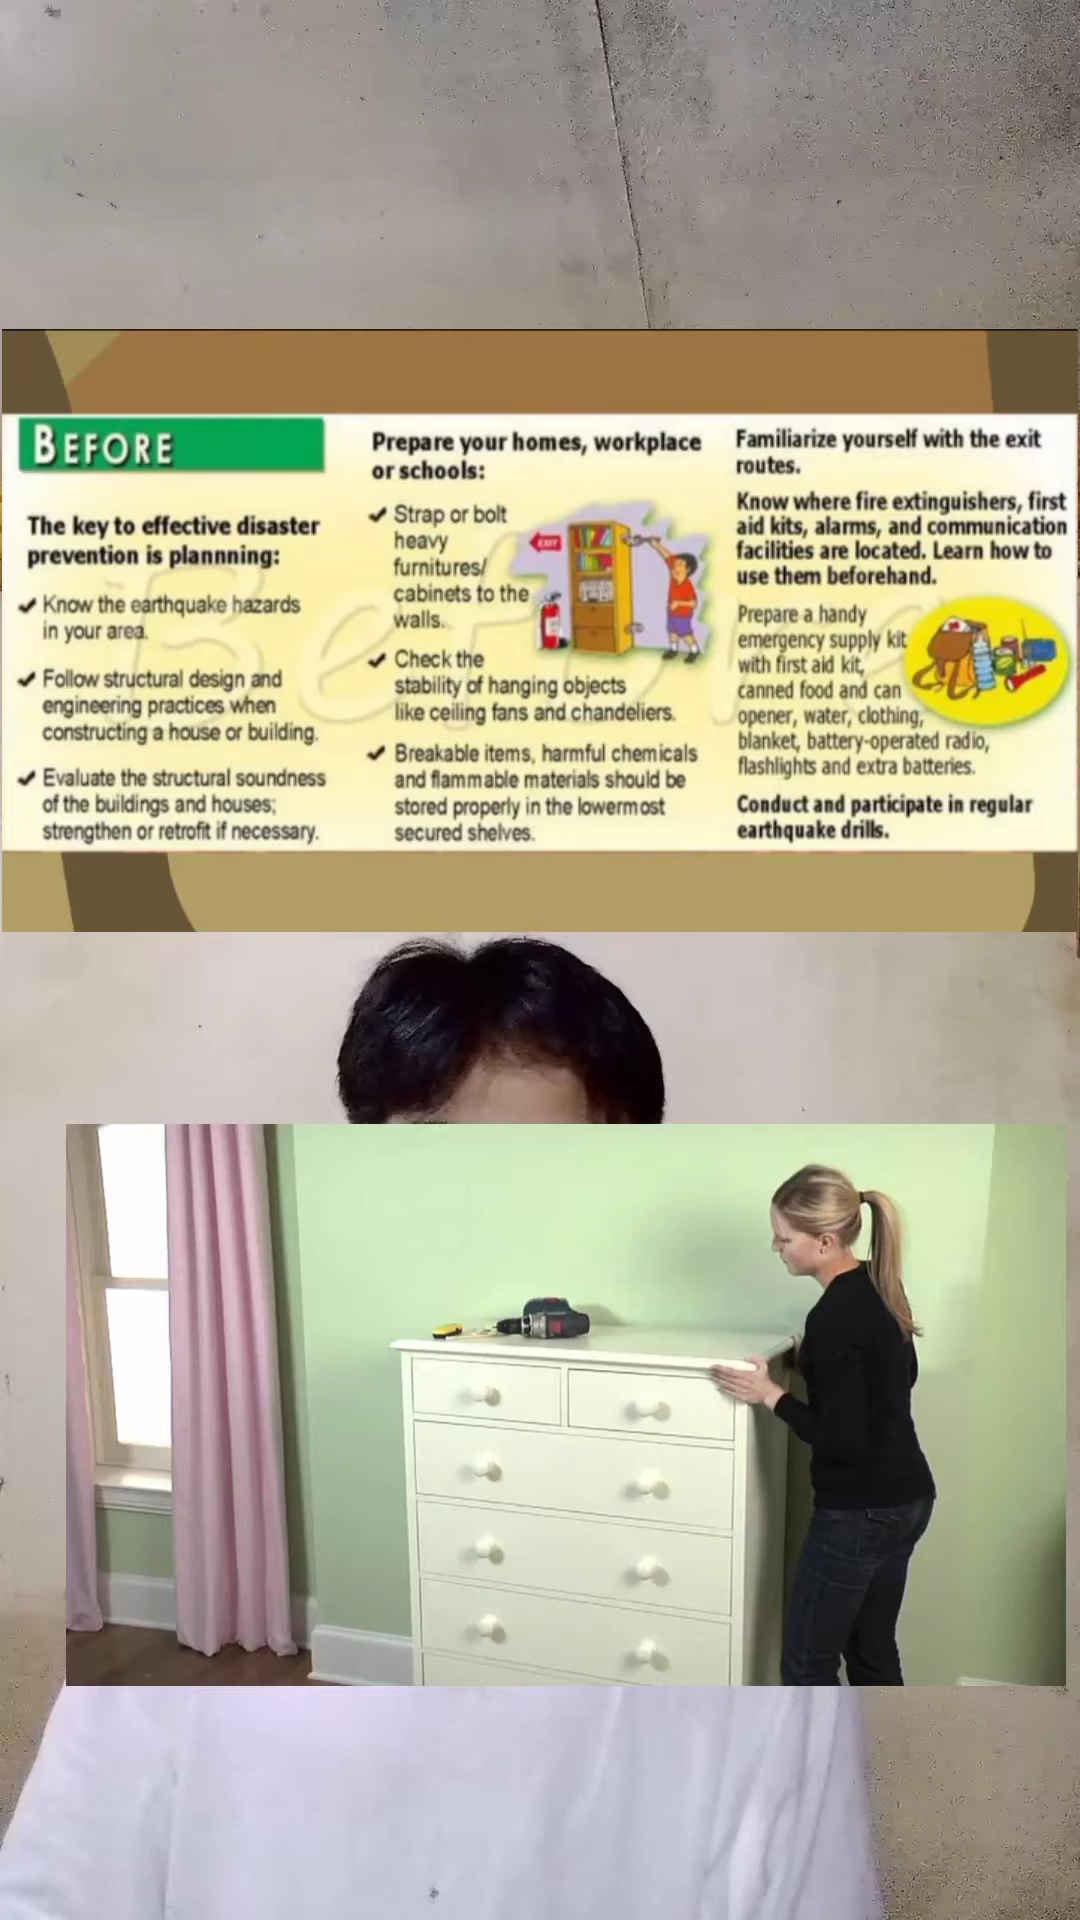 BEFORE
The key to effective disaster
prevention is plannning:
✔ Know the earthquake hazards
in your area.
✔ Follow structural design and
engineering practices when
constructing a house or building.
✔ Evaluate the structural soundness
of the buildings and houses;
strengthen or retrofit if necessary.
Prepare your homes, workplace
or schools:
✔ Strap or bolt
heavy
furnitures/
cabinets to the
walls.
EXIT
✔ Check the
stability of hanging objects
like ceiling fans and chandeliers.
✔ Breakable items, harmful chemicals
and flammable materials should be
stored properly in the lowermost
secured shelves.
Familiarize yourself with the exit
routes.
Know where fire extinguishers, first
aid kits, alarms, and communication
facilities are located. Learn how to
use them beforehand.
Prepare a handy
emergency supply kit
with first aid kit,
canned food and can
opener, water, clothing,
blanket, battery-operated radio,
flashlights and extra batteries.
Conduct and participate in regular
earthquake drills.
Before